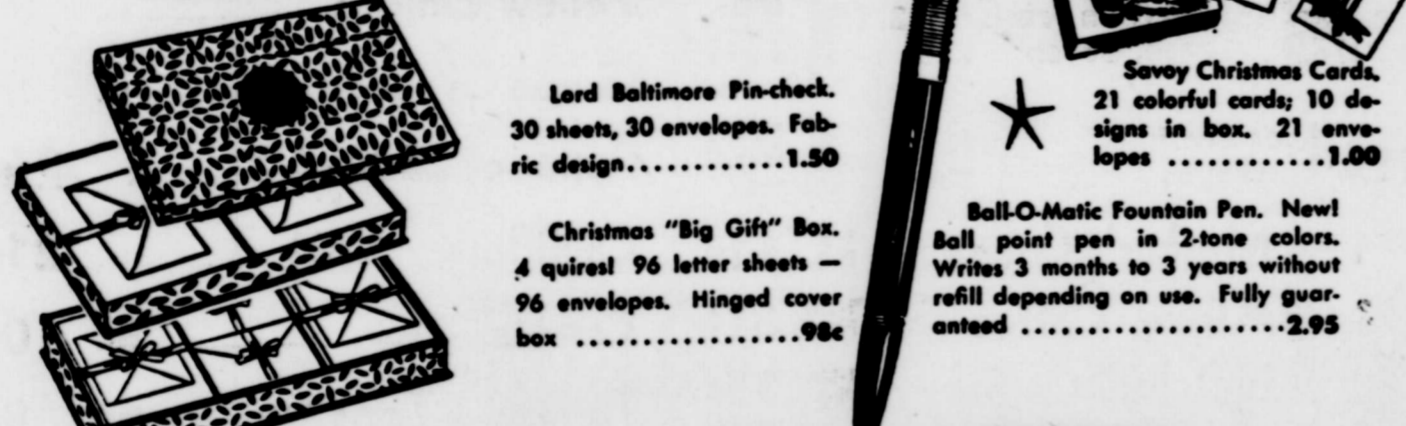 Lord Baltimore Pin-check.
30 sheets, 30 envelopes. Fab-
ric design............1.50
Christmas "Big Gift" Box.
4 quires! 96 letter sheets —
96 envelopes. Hinged cover
box .................98c
Savoy Christmas Cards.
21 colorful cards; 10 de-
signs in box. 21 enve-
lopes ............1.00
Ball-O-Matic Fountain Pen. New!
Ball point pen in 2-tone colors.
Writes 3 months to 3 years without
refill depending on use. Fully guar-
anteed ....................2.95